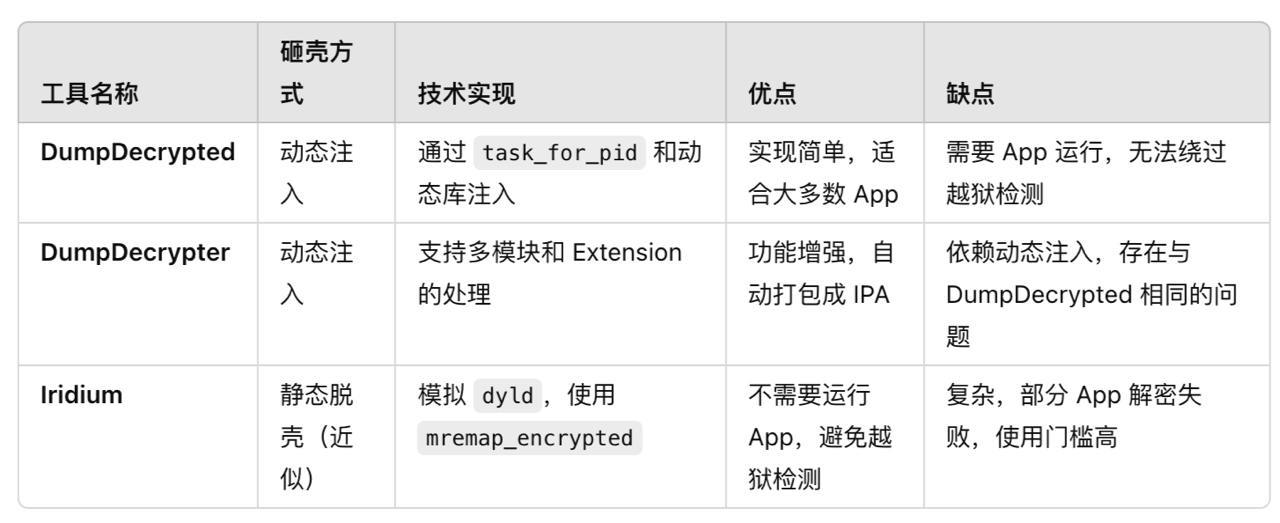 工具名称
砸壳方
式
技术实现
优点
缺点
DumpDecrypted
动态注
入
通过 task_for_pid 和动
态库注入
实现简单，适
合大多数 App
需要 App 运行，无法绕过
越狱检测
DumpDecrypter
动态注
入
支持多模块和 Extension
的处理
功能增强，自
动打包成 IPA
依赖动态注入，存在与
DumpDecrypted 相同的问
题
Iridium
静态脱
壳（近
似）
模拟 dyld，使用
mremap_encrypted
不需要运行
App，避免越
狱检测
复杂，部分 App 解密失
败，使用门槛高